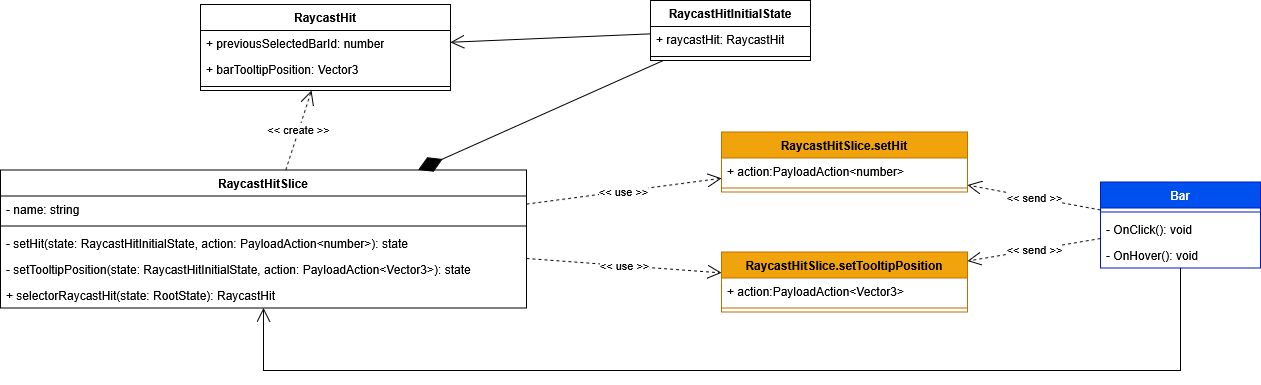 RaycastHit
+ previousSelectedBarId: number
+ barTooltipPosition: Vector3
RaycastHitInitialState
+ raycastHit: RaycastHit
<< create >>
RaycastHitSlice
- name: string
- setHit(state: RaycastHitInitialState, action: PayloadAction<number>): state
- setTooltipPosition(state: RaycastHitInitialState, action: PayloadAction<Vector3>): state
+ selectorRaycastHit(state: RootState): RaycastHit
<< use >>
<< use >>
RaycastHitSlice.setHit
+ action:PayloadAction<number>
RaycastHitSlice.setTooltipPosition
+ action:PayloadAction<Vector3>
<< send >>
<< send >>
Bar
- OnClick(): void
- OnHover(): void